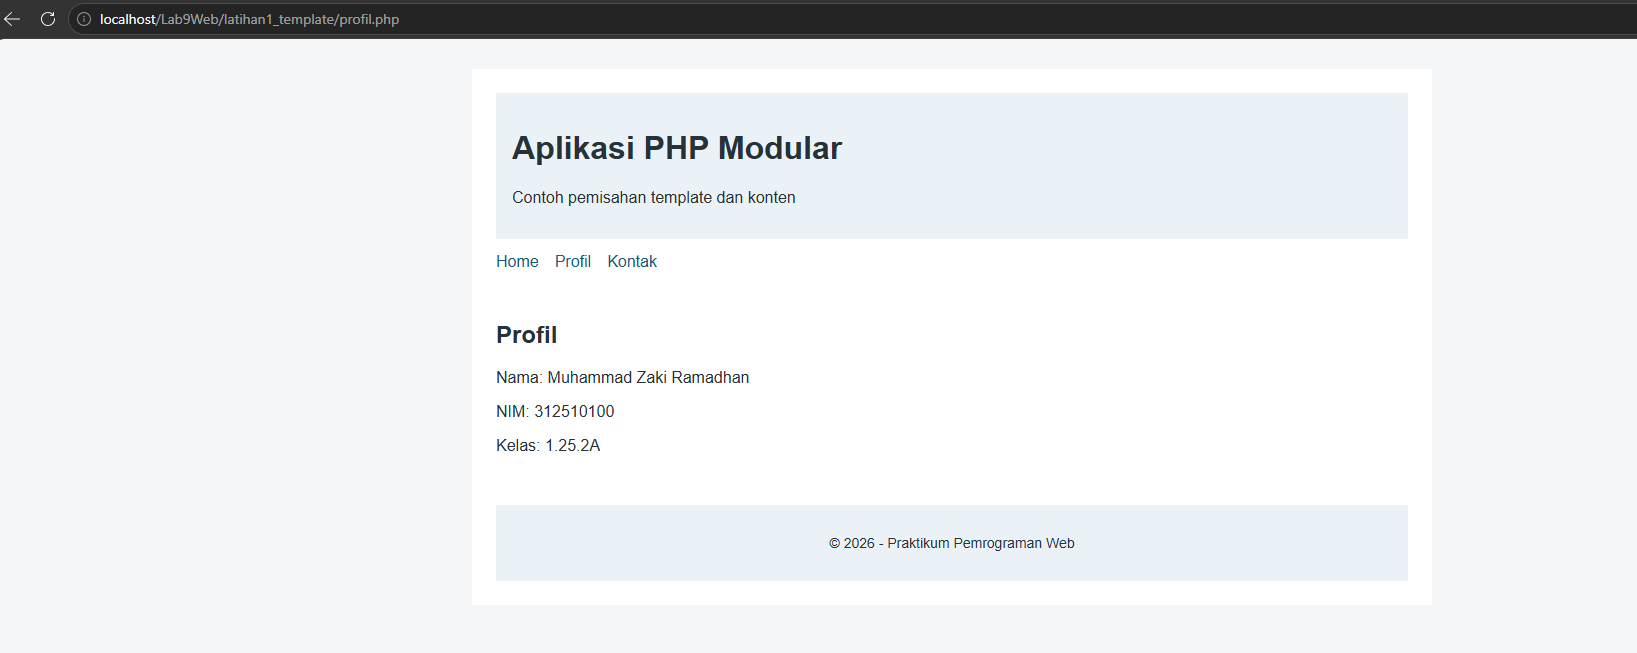 localhost/Lab9Web/latihan1_template/profil.php
Aplikasi PHP Modular
Contoh pemisahan template dan konten
Home Profil Kontak
Profil
Nama: Muhammad Zaki Ramadhan
NIM: 312510100
Kelas: 1.25.2A
© 2026 - Praktikum Pemrograman Web